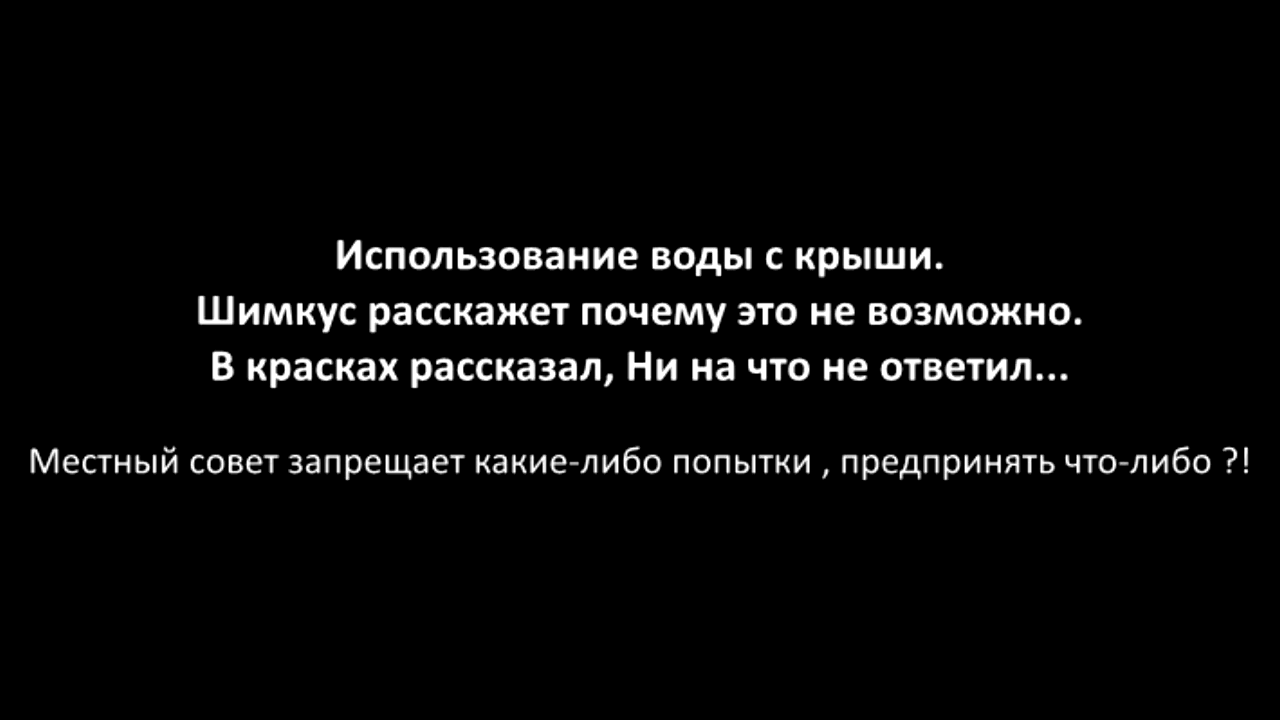 Использование воды с крыши.
Шимкус расскажет почему это не возможно.
В красках рассказал, Ни на что не ответил...
Местный совет запрещает какие-либо попытки , предпринять что-либо ?!